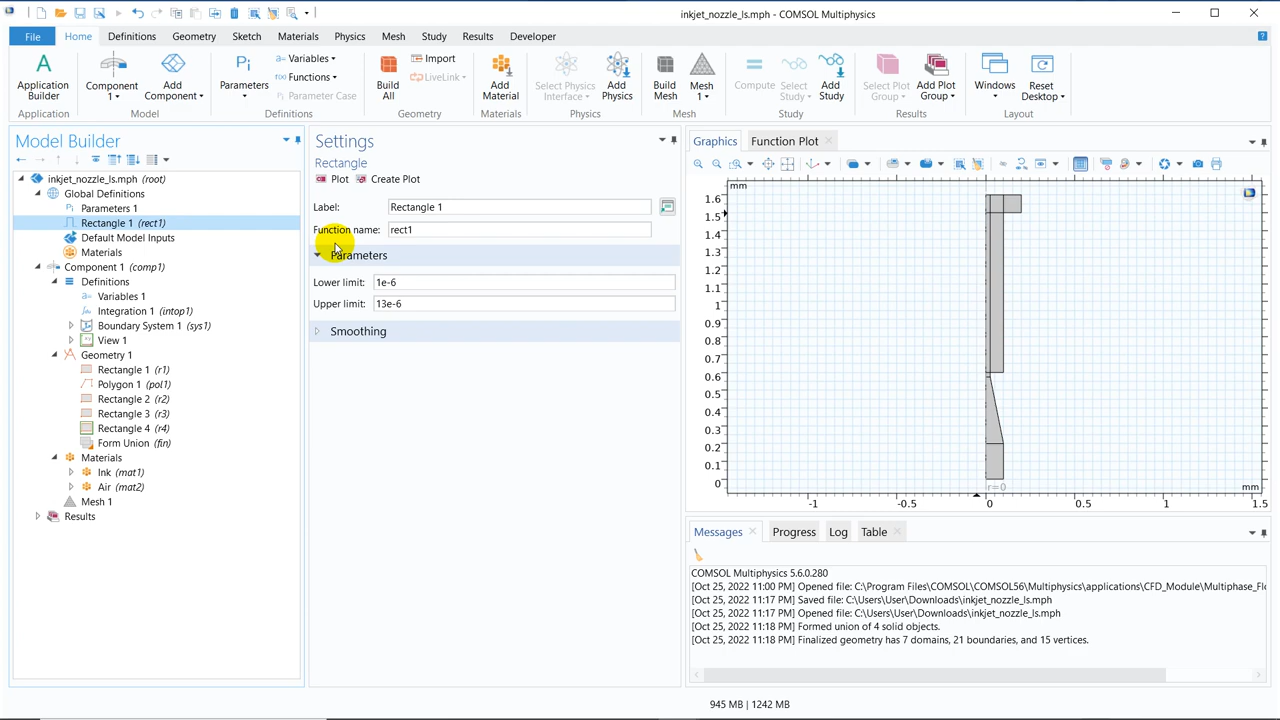 inkjet_nozzle_ls.mph - COMSOL Multiphysics
File Home Definitions Geometry Sketch Materials Physics Mesh Study Results Developer
Application Builder
Component 1
Add Component
Parameters
Variables
Functions
Parameter Case
Build All
Import
LiveLink
Add Material
Select Physics Interface
Add Physics
Build Mesh
Mesh 1
Compute
Select Study
Add Study
Select Plot Group
Add Plot Group
Windows
Reset Desktop
Application Model Definitions Geometry Materials Physics Mesh Study Results Layout
Model Builder
inkjet_nozzle_ls.mph (root)
Global Definitions
Parameters 1
Rectangle 1 (rect1)
Default Model Inputs
Materials
Component 1 (comp1)
Definitions
Variables 1
Integration 1 (intop1)
Boundary System 1 (sys1)
View 1
Geometry 1
Rectangle 1 (r1)
Polygon 1 (pol1)
Rectangle 2 (r2)
Rectangle 3 (r3)
Rectangle 4 (r4)
Form Union (fin)
Materials
Ink (mat1)
Air (mat2)
Mesh 1
Results
Settings
Rectangle
Plot Create Plot
Label: Rectangle 1
Function name: rect1
Parameters
Lower limit: 1e-6
Upper limit: 13e-6
Smoothing
Graphics Function Plot
mm
1.6
1.5
1.4
1.3
1.2
1.1
1
0.9
0.8
0.7
0.6
0.5
0.4
0.3
0.2
0.1
0
r=0
mm
-1 -0.5 0 0.5 1 1.5
Messages Progress Log Table
COMSOL Multiphysics 5.6.0.280
[Oct 25, 2022 11:00 PM] Opened file: C:\Program Files\COMSOL\COMSOL56\Multiphysics\applications\CFD_Module\Multiphase_Flo
[Oct 25, 2022 11:17 PM] Saved file: C:\Users\User\Downloads\inkjet_nozzle_ls.mph
[Oct 25, 2022 11:17 PM] Opened file: C:\Users\User\Downloads\inkjet_nozzle_ls.mph
[Oct 25, 2022 11:18 PM] Formed union of 4 solid objects.
[Oct 25, 2022 11:18 PM] Finalized geometry has 7 domains, 21 boundaries, and 15 vertices.
945 MB | 1242 MB